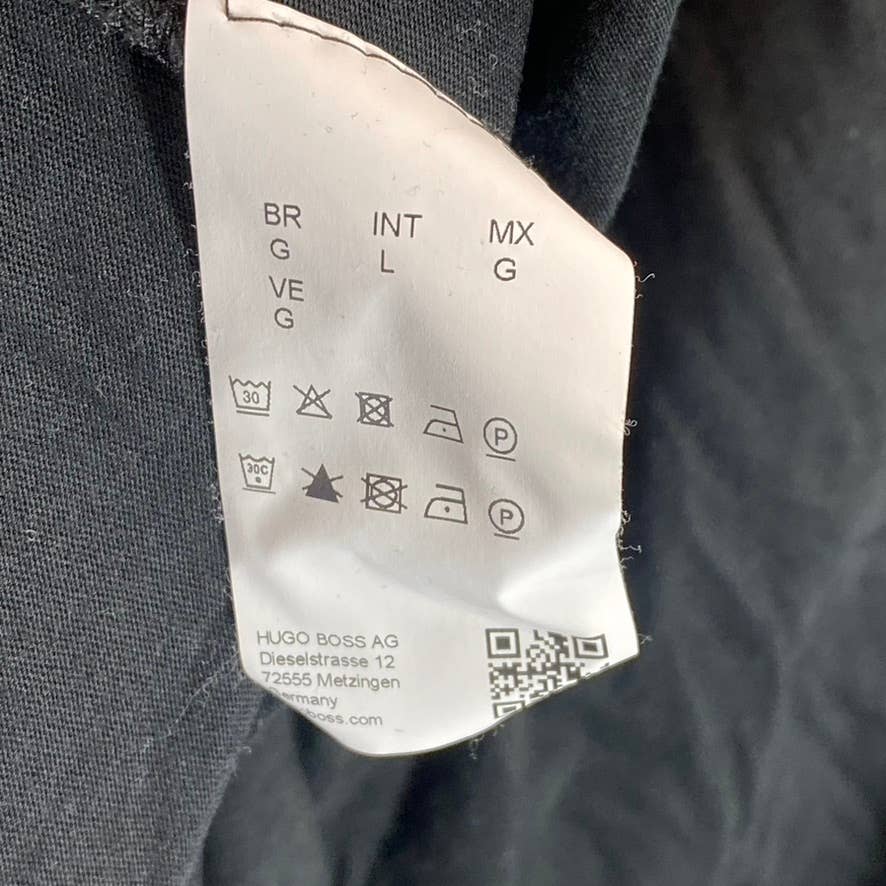 BR INT MX
G L G
VE
G
30 P
30C P
HUGO BOSS AG
Dieselstrasse 12
72555 Metzingen